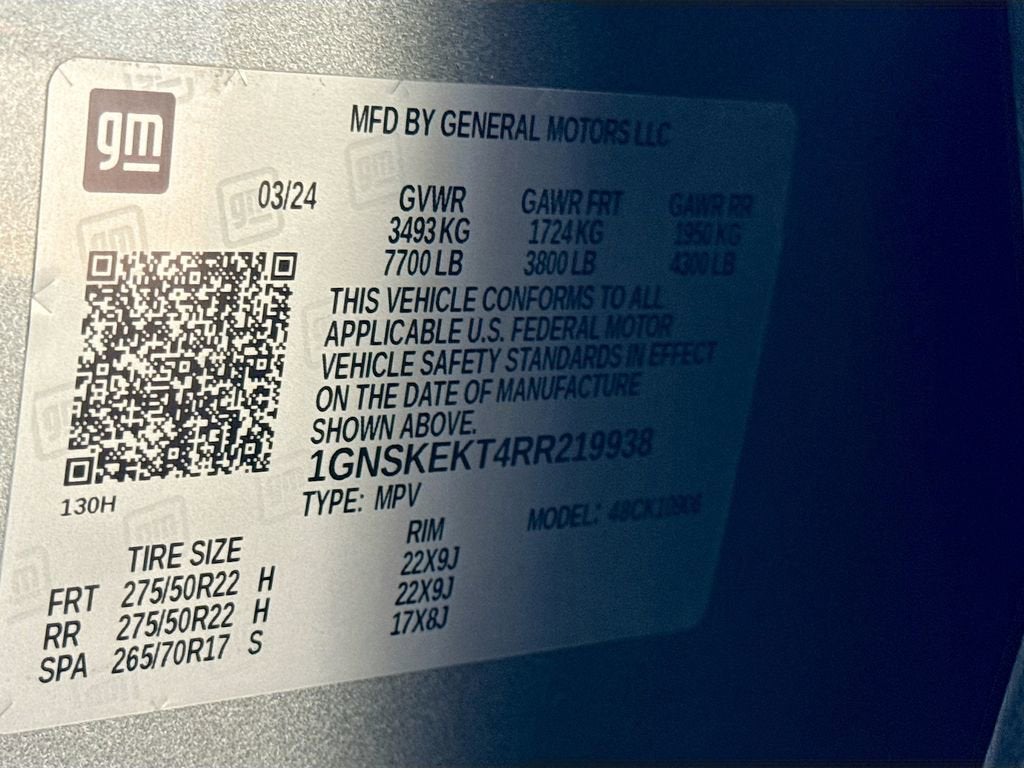 gm
MFD BY GENERAL MOTORS LLC
03/24 GVWR GAWR FRT GAWR RR
3493 KG 1724 KG 1950 KG
7700 LB 3800 LB 4300 LB
THIS VEHICLE CONFORMS TO ALL
APPLICABLE U.S. FEDERAL MOTOR
VEHICLE SAFETY STANDARDS IN EFFECT
ON THE DATE OF MANUFACTURE
SHOWN ABOVE.
1GNSKEKT4RR219938
130H
TYPE: MPV MODEL:
TIRE SIZE RIM
FRT 275/50R22 H 22X9J
RR 275/50R22 H 22X9J
SPA 265/70R17 S 17X8J